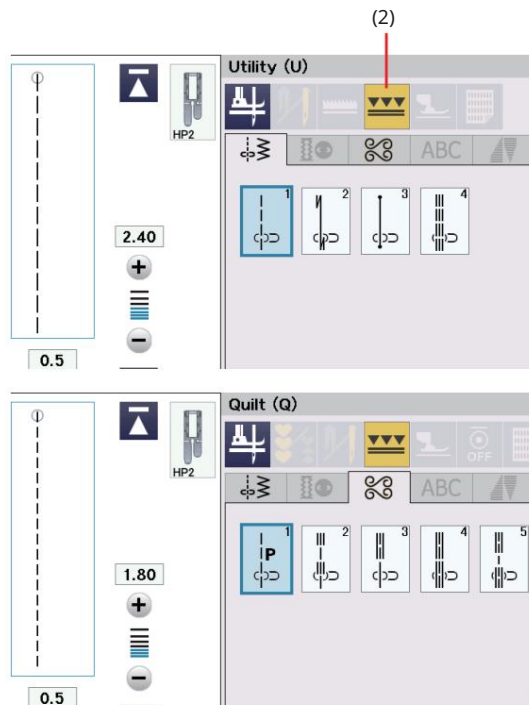 (2)
Utility (U)
HP2
ABC
1 2 3 4
2.40
0.5
Quilt (Q)
OFF
HP2
ABC
1 2 3 4 5
P
1.80
0.5